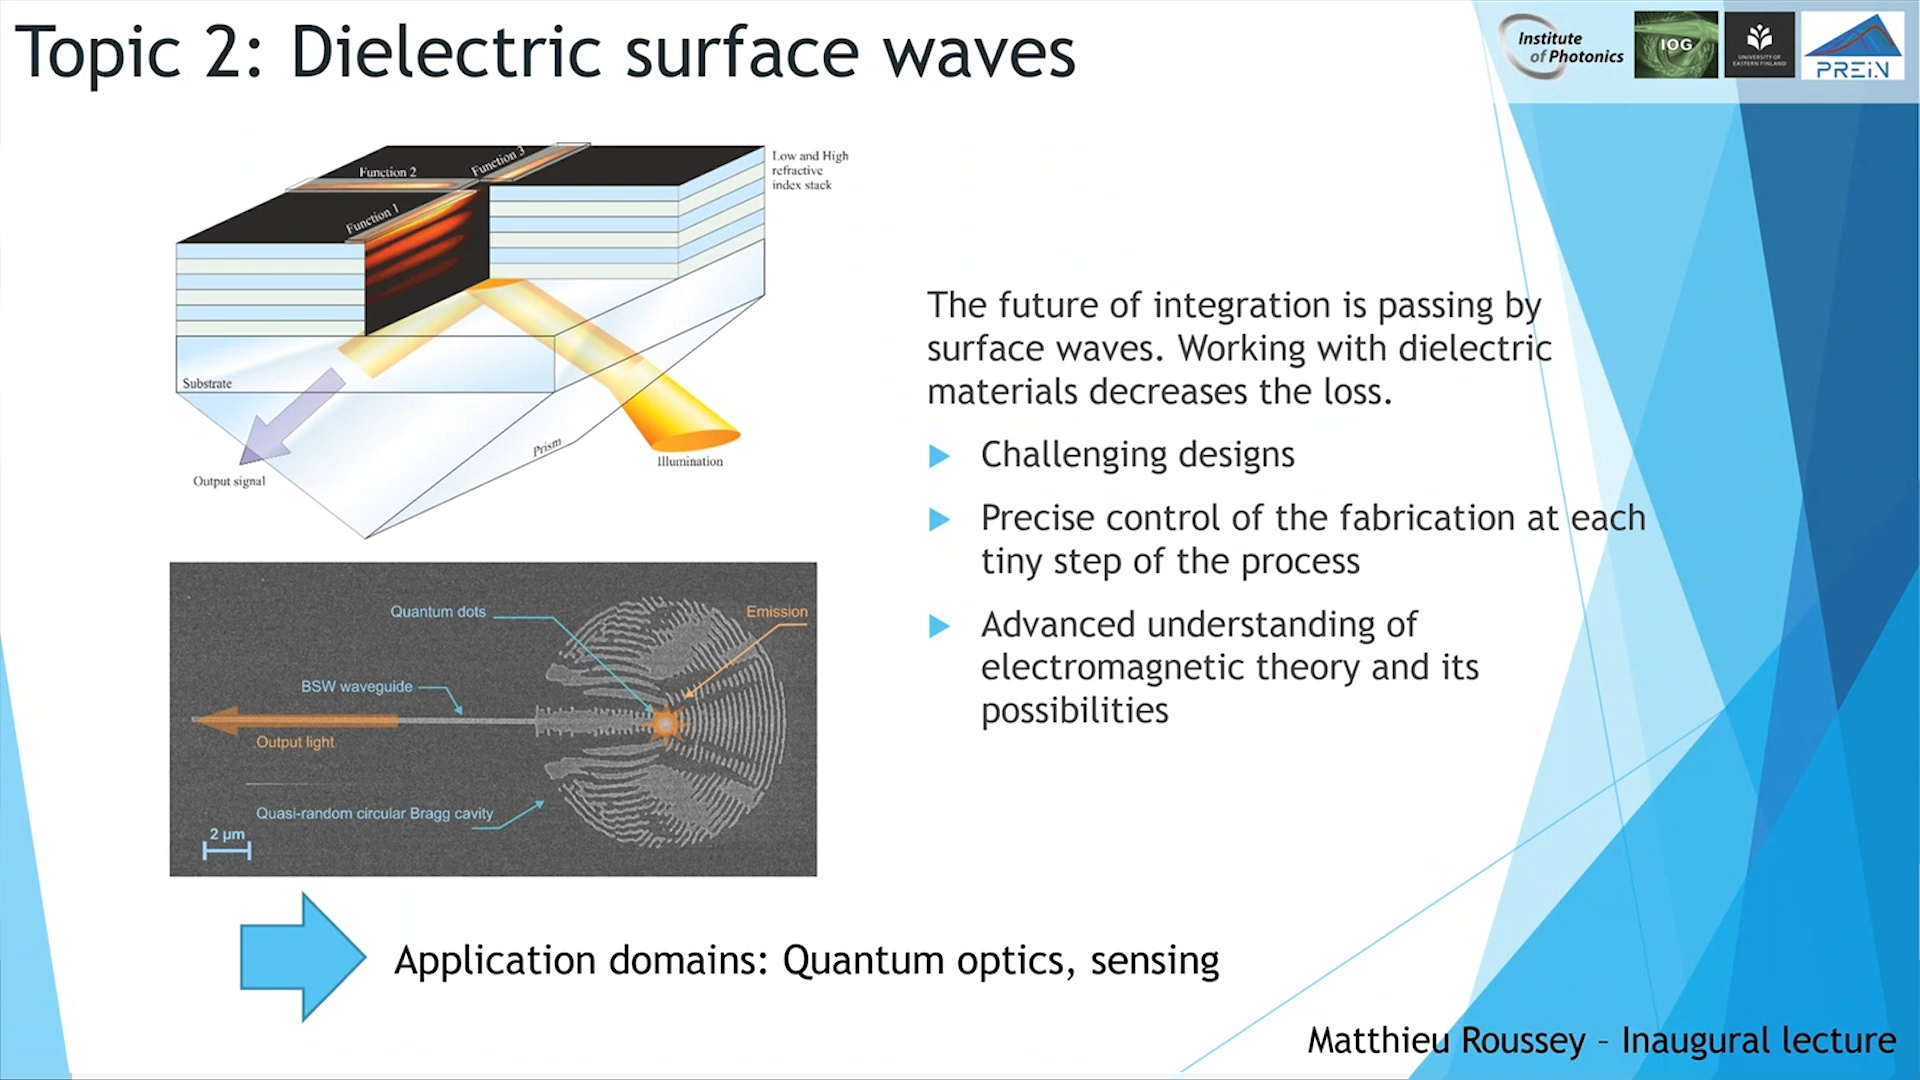 Topic 2: Dielectric surface waves
Institute
of Photonics
IOG
UNIVERSITY OF
EASTERN FINLAND
PREIN
Function 2
Function 3
Function 1
Low and High
refractive
index stack
Substrate
Prism
Illumination
Output signal
The future of integration is passing by
surface waves. Working with dielectric
materials decreases the loss.
Challenging designs
Precise control of the fabrication at each
tiny step of the process
Advanced understanding of
electromagnetic theory and its
possibilities
Quantum dots
Emission
BSW waveguide
Output light
Quasi-random circular Bragg cavity
2 µm
Application domains: Quantum optics, sensing
Matthieu Roussey – Inaugural lecture